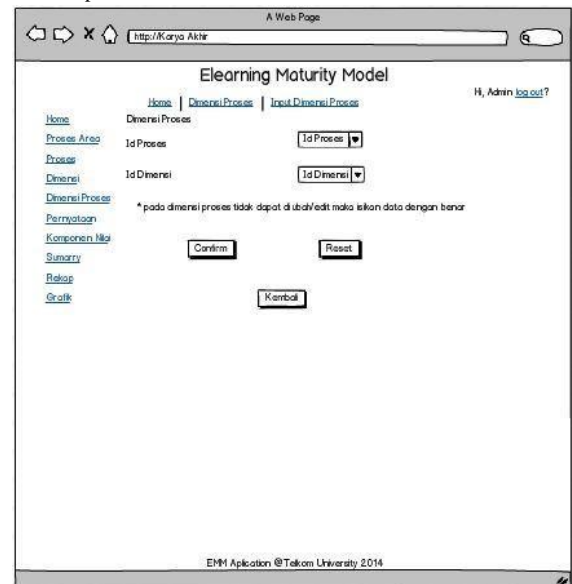 A Web Page
http://Karya Akhir
Elearning Maturity Model
Hi, Admin log out?
Home | Dimensi Proses | Input Dimensi Proses
Home
Proses Area
Proses
Dimensi
Dimensi Proses
Pernyataan
Komponen Nilai
Sumarry
Rekap
Grafik
Dimensi Proses
Id Proses
Id Proses
Id Dimensi
Id Dimensi
* pada dimensi proses tidak dapat di ubah/edit maka isikan data dengan benar
Confirm
Reset
Kembali
EMM Aplication @Telkom University 2014